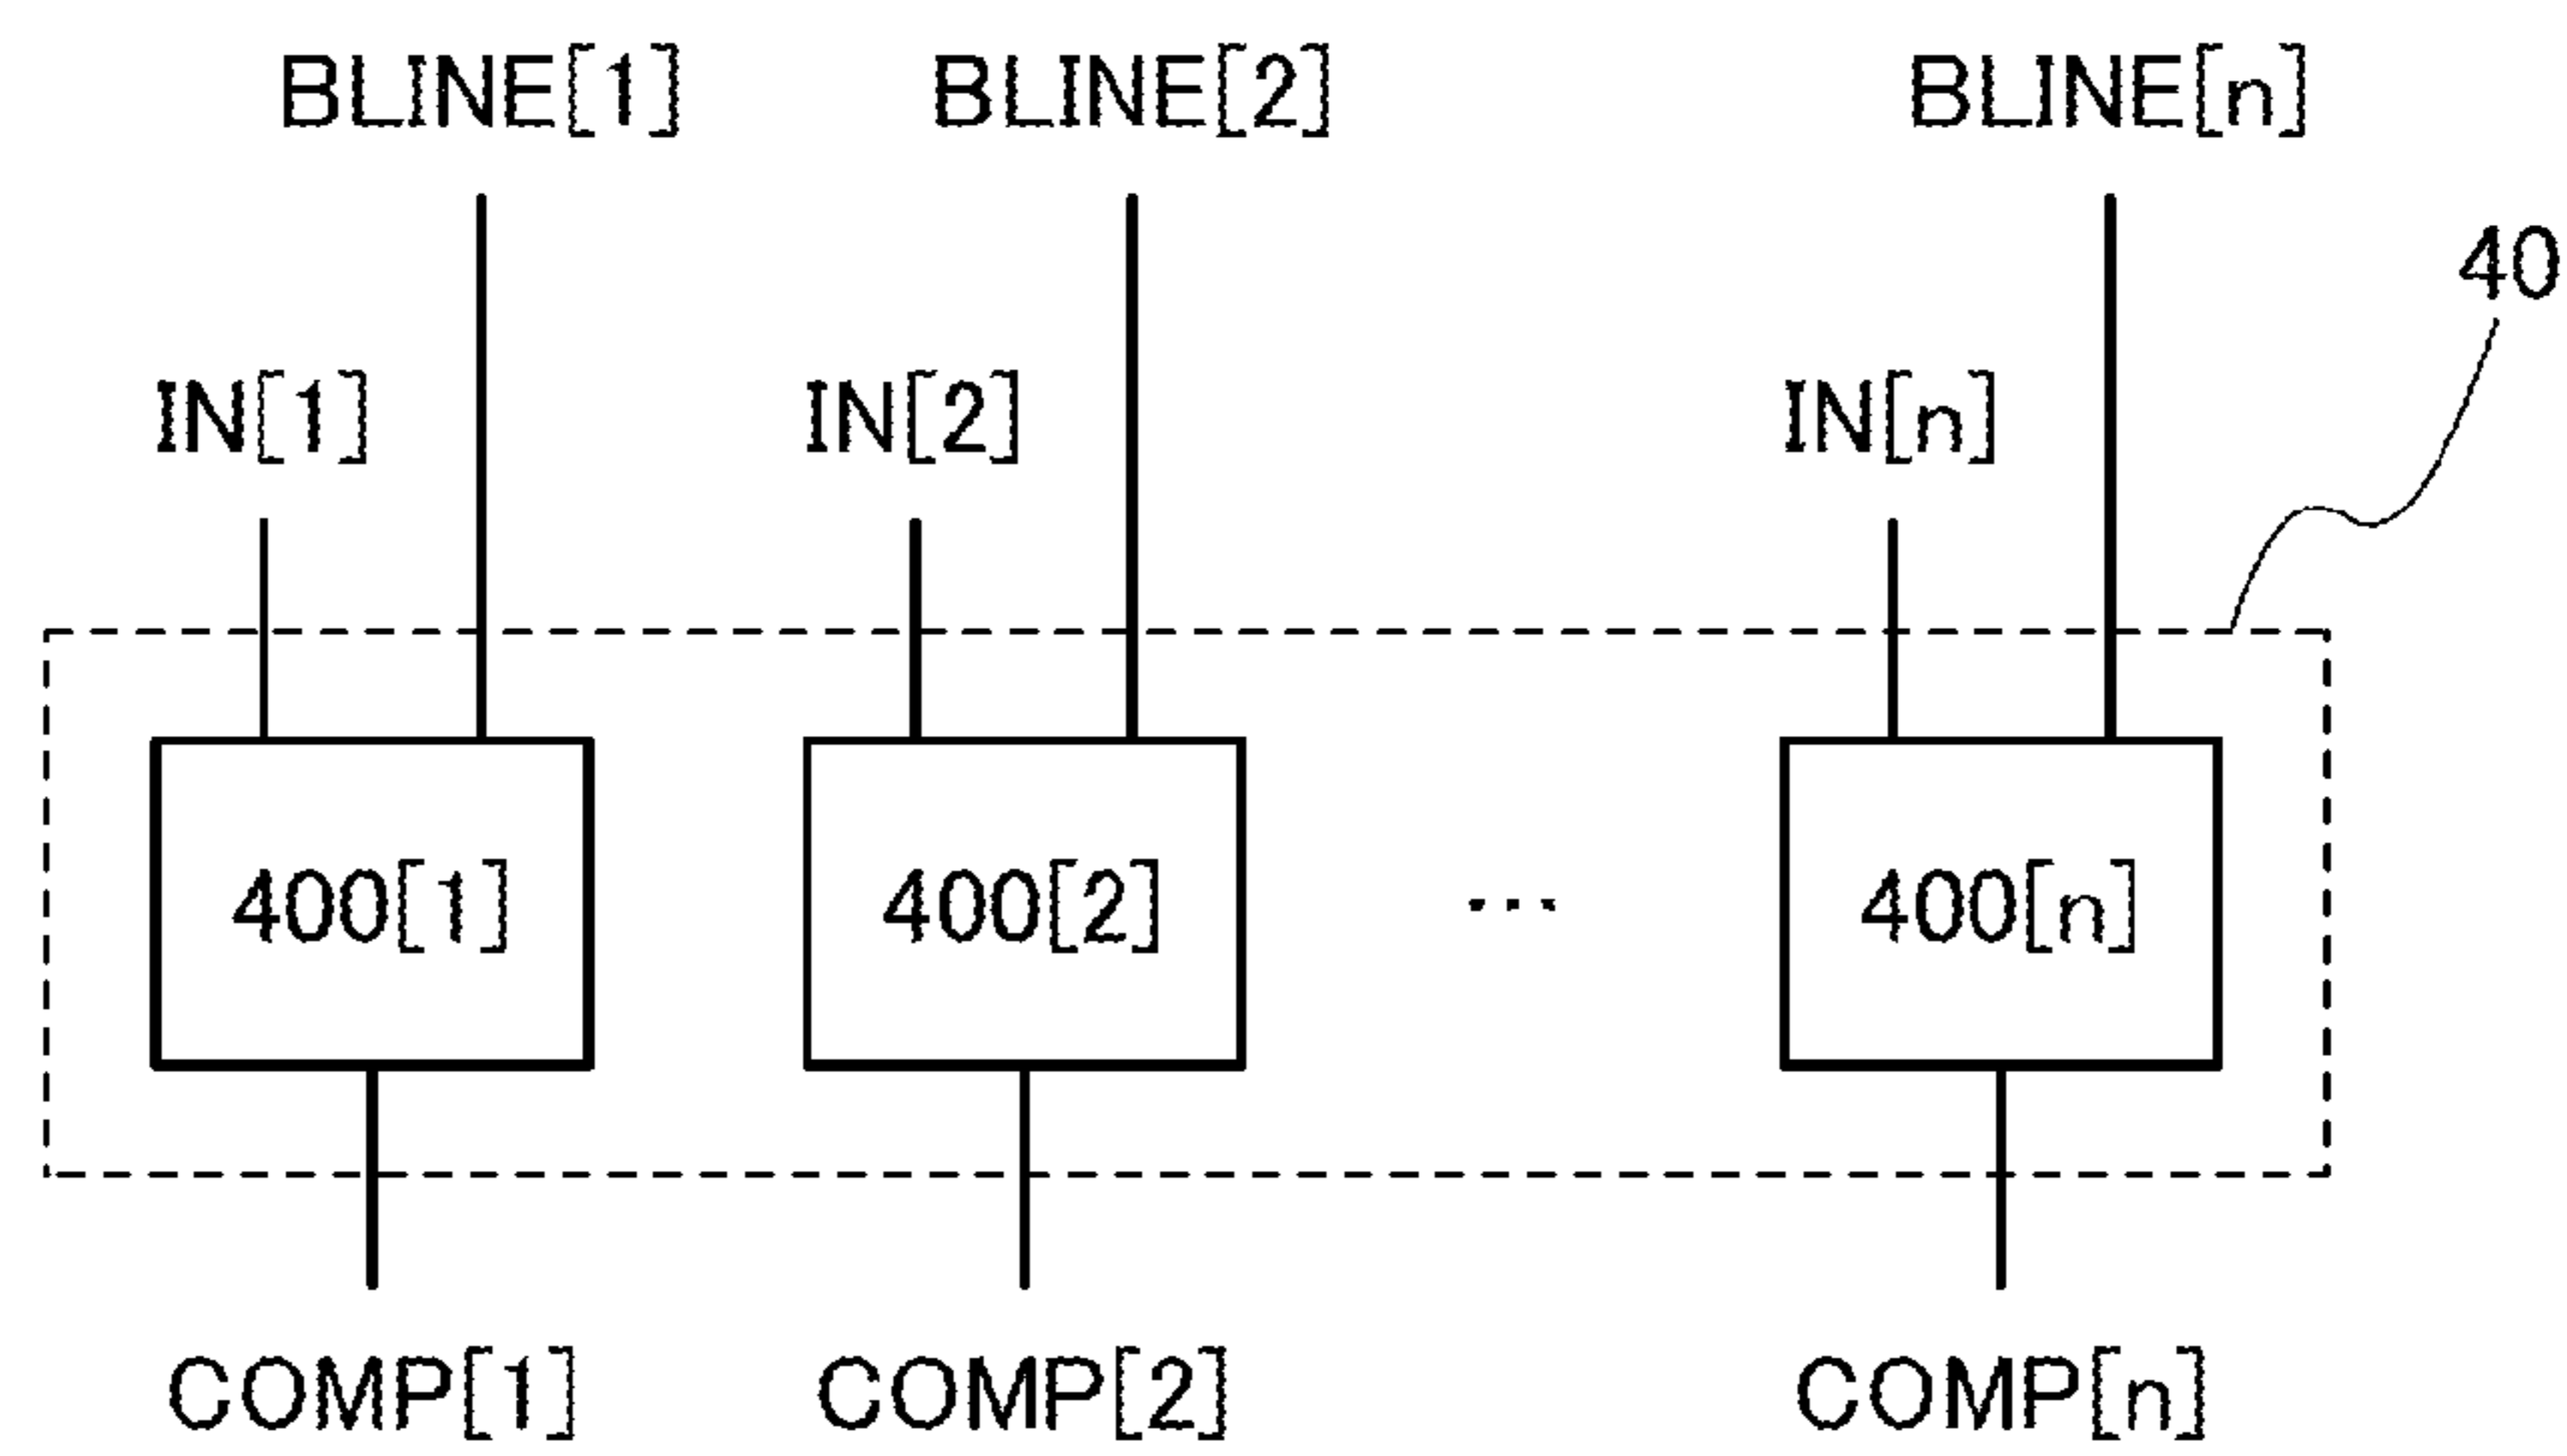 BLINE[1] BLINE[2] BLINE[n]
40
IN[1] IN[2] IN[n]
400[1] 400[2] ... 400[n]
COMP[1] COMP[2] COMP[n]